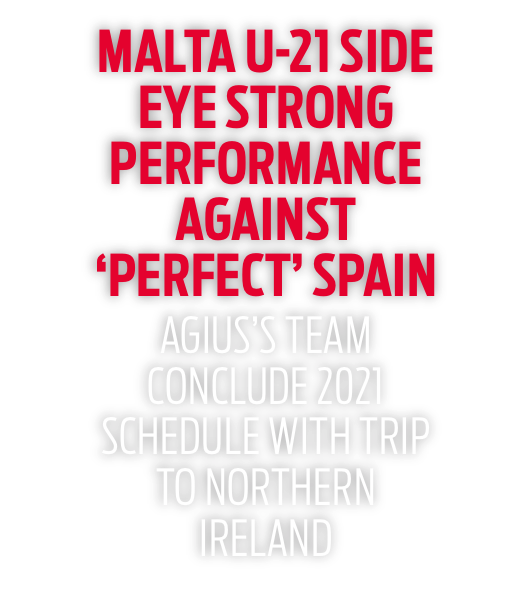 MALTA U-21 SIDE
EYE STRONG
PERFORMANCE
AGAINST
‘PERFECT’ SPAIN
AGIUS’S TEAM
CONCLUDE 2021
SCHEDULE WITH TRIP
TO NORTHERN
IRELAND